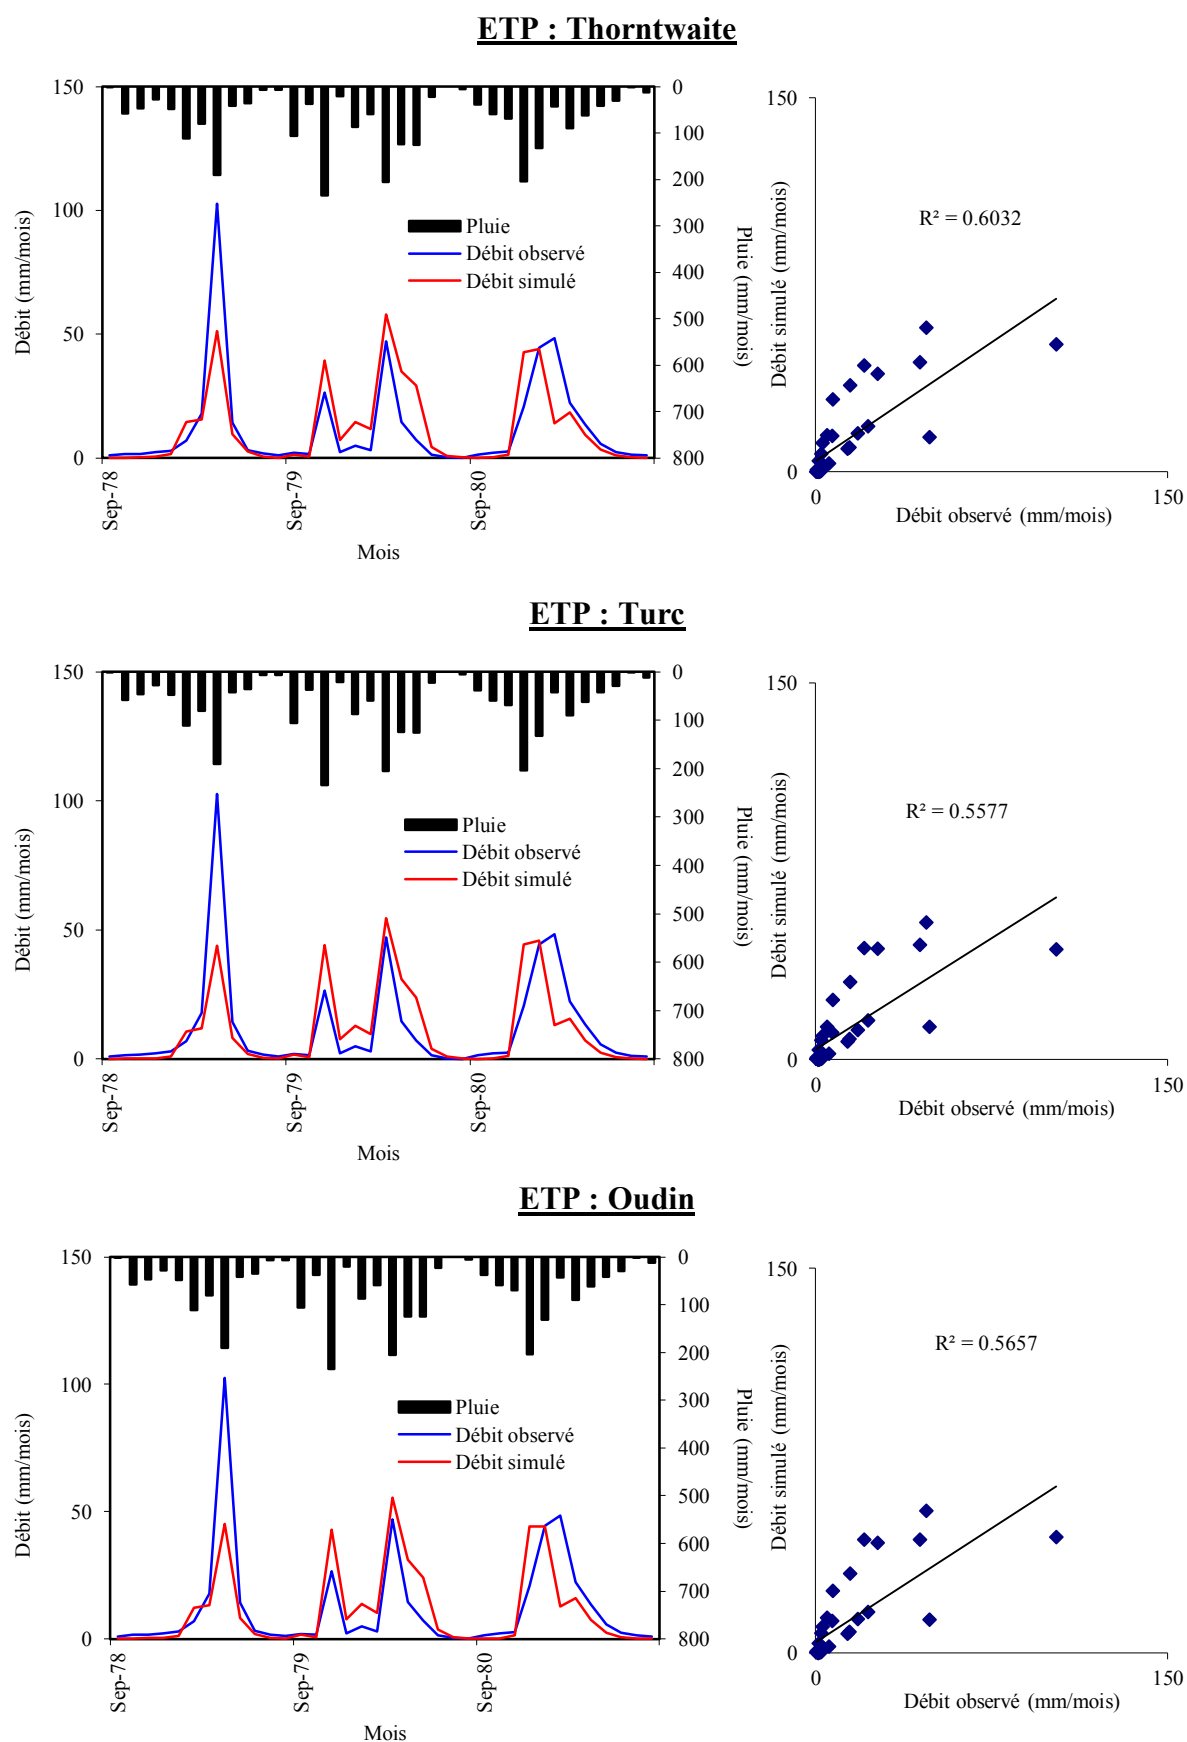 ETP : Thorntwaite
150
100
50
0
Débit (mm/mois)
0
100
200
300
400
500
600
700
800
Pluie (mm/mois)
Pluie
Débit observé
Débit simulé
Sep-78
Sep-79
Sep-80
Mois
150
0
Débit simulé (mm/mois)
R² = 0.6032
0
150
Débit observé (mm/mois)
ETP : Turc
150
100
50
0
Débit (mm/mois)
0
100
200
300
400
500
600
700
800
Pluie (mm/mois)
Pluie
Débit observé
Débit simulé
Sep-78
Sep-79
Sep-80
Mois
150
0
Débit simulé (mm/mois)
R² = 0.5577
0
150
Débit observé (mm/mois)
ETP : Oudin
150
100
50
0
Débit (mm/mois)
0
100
200
300
400
500
600
700
800
Pluie (mm/mois)
Pluie
Débit observé
Débit simulé
Sep-78
Sep-79
Sep-80
Mois
150
0
Débit simulé (mm/mois)
R² = 0.5657
0
150
Débit observé (mm/mois)